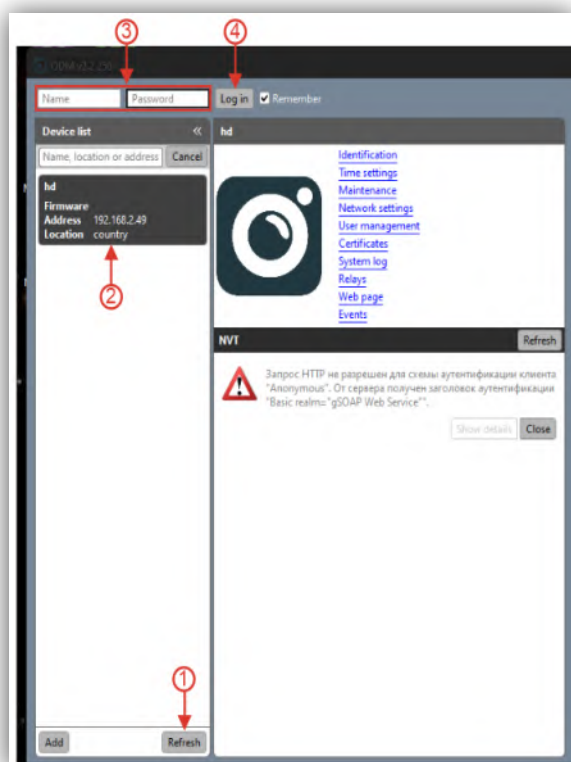 ③
④
ODM v2.2.250
Name
Password
Log in
Remember
Device list
«
hd
Name, location or address
Cancel
hd
Firmware
Address 192.168.2.49
Location country
②
Identification
Time settings
Maintenance
Network settings
User management
Certificates
System log
Relays
Web page
Events
NVT
Refresh
Запрос HTTP не разрешен для схемы аутентификации клиента
"Anonymous". От сервера получен заголовок аутентификации
"Basic realm="gSOAP Web Service"".
Show details
Close
①
Add
Refresh